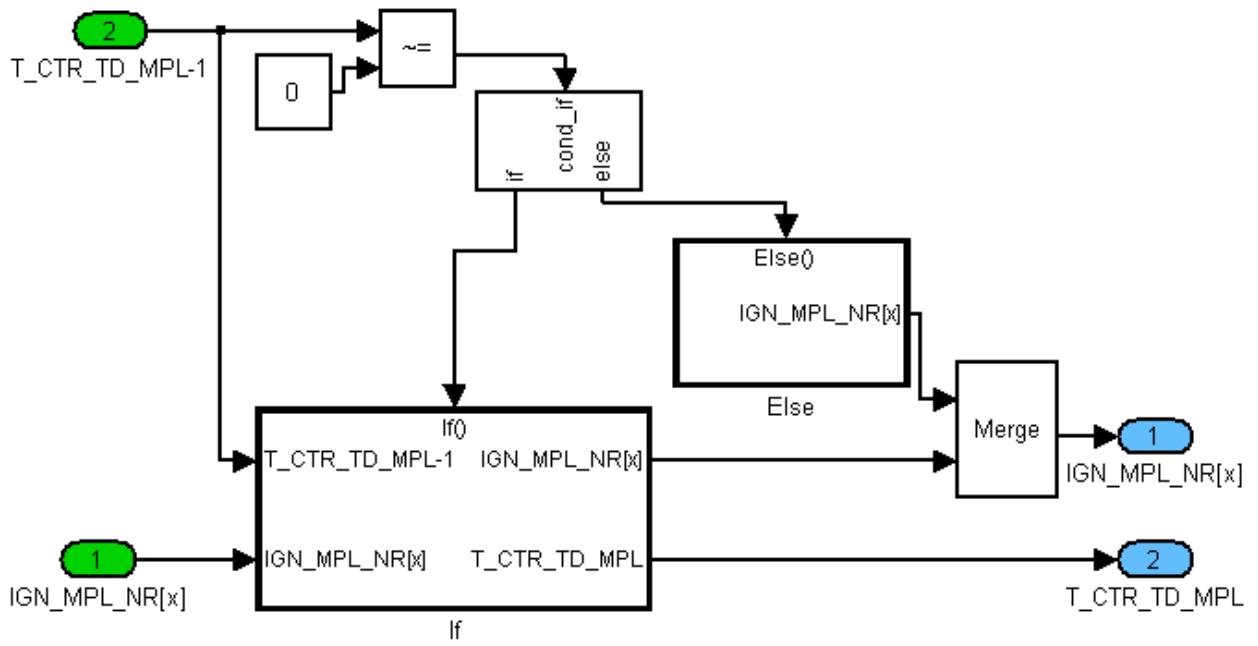 2
T_CTR_TD_MPL-1
0
~=
cond_if
if
else
Else()
IGN_MPL_NR[x]
Else
If()
T_CTR_TD_MPL-1
IGN_MPL_NR[x]
Merge
1
IGN_MPL_NR[x]
1
IGN_MPL_NR[x]
IGN_MPL_NR[x]
T_CTR_TD_MPL
2
T_CTR_TD_MPL
If